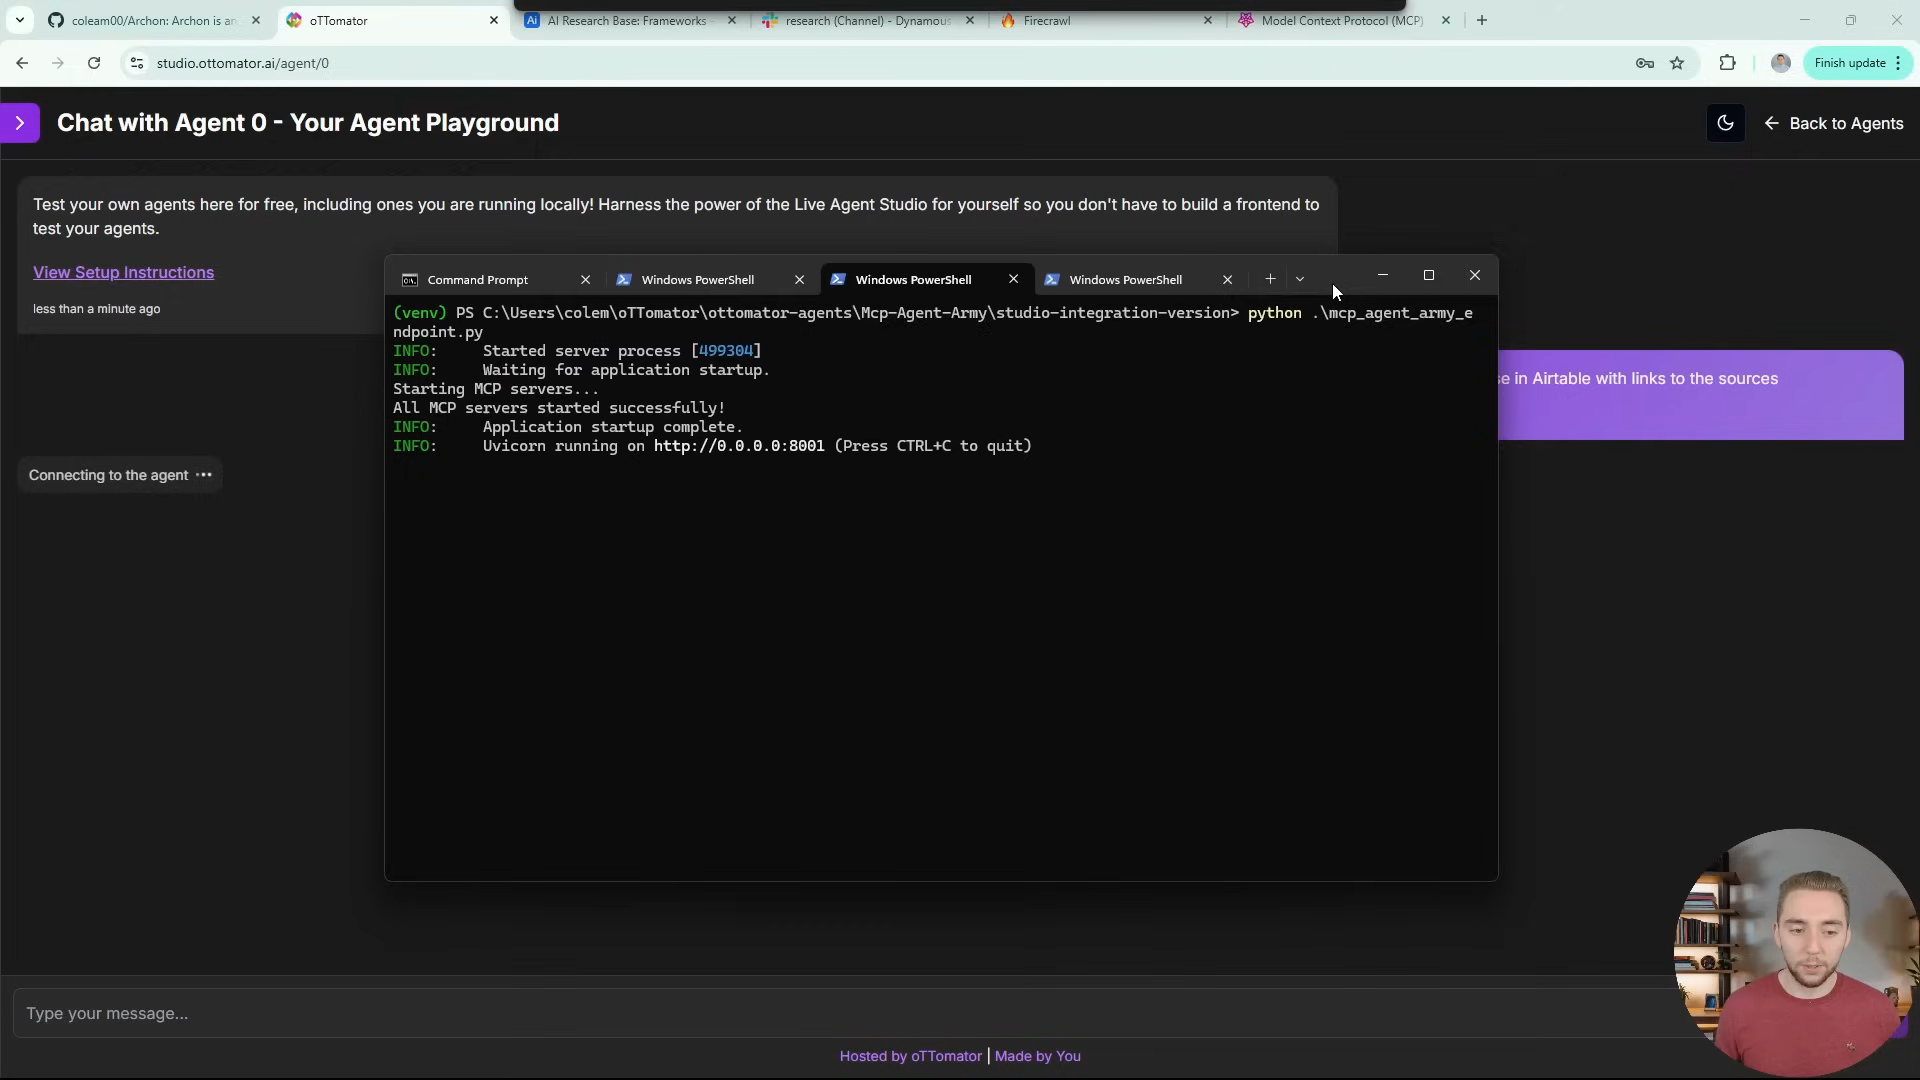 coleam00/Archon: Archon is an
oTTomator
AI Research Base: Frameworks
research (Channel) - Dynamous
Firecrawl
Model Context Protocol (MCP)
studio.ottomator.ai/agent/0
Finish update
Chat with Agent 0 - Your Agent Playground
Back to Agents
Test your own agents here for free, including ones you are running locally! Harness the power of the Live Agent Studio for yourself so you don't have to build a frontend to
test your agents.
View Setup Instructions
less than a minute ago
Command Prompt
Windows PowerShell
Windows PowerShell
Windows PowerShell
(venv) PS C:\Users\colem\oTTomator\ottomator-agents\Mcp-Agent-Army\studio-integration-version> python .\mcp_agent_army_e
ndpoint.py
INFO: Started server process [499304]
INFO: Waiting for application startup.
Starting MCP servers...
All MCP servers started successfully!
INFO: Application startup complete.
INFO: Uvicorn running on http://0.0.0.0:8001 (Press CTRL+C to quit)
se in Airtable with links to the sources
Connecting to the agent
Type your message...
Hosted by oTTomator | Made by You